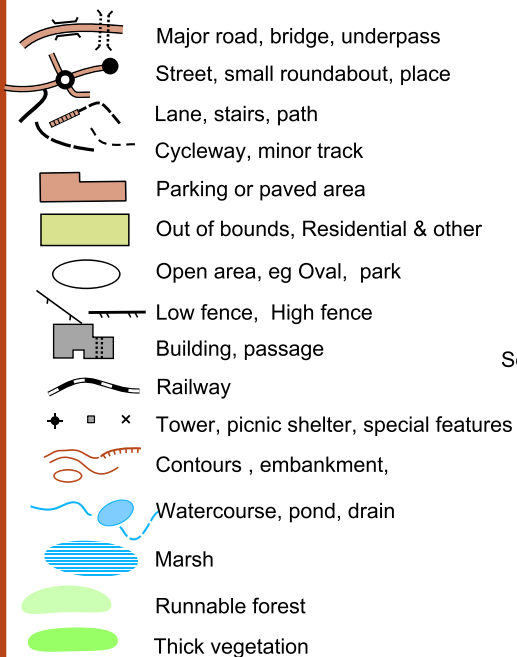 Major road, bridge, underpass
Street, small roundabout, place
Lane, stairs, path
Cycleway, minor track
Parking or paved area
Out of bounds, Residential & other
Open area, eg Oval,  park
Low fence,  High fence
Building, passage
Railway
Tower, picnic shelter, special features
Contours , embankment,
Watercourse, pond, drain
Marsh
Runnable forest
Thick vegetation